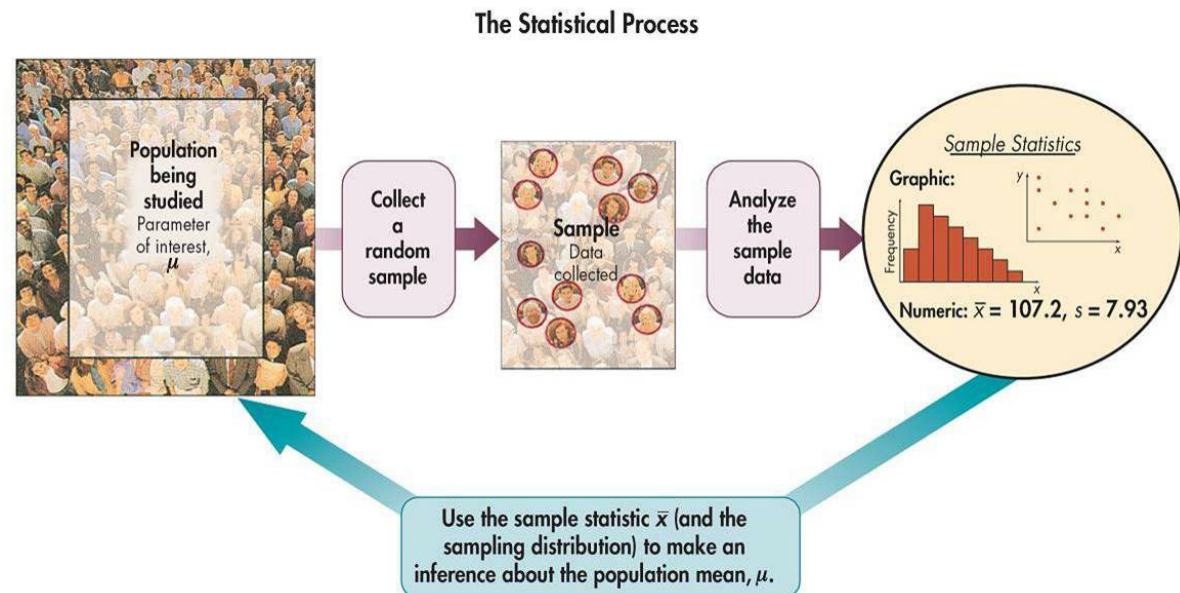 The Statistical Process
Population
being
studied
Parameter
of interest,
μ
Collect
a
random
sample
Sample
Data
collected
Analyze
the
sample
data
Sample Statistics
Graphic:
y
x
Frequency
x
Numeric: x̄ = 107.2, s = 7.93
Use the sample statistic x̄ (and the
sampling distribution) to make an
inference about the population mean, μ.